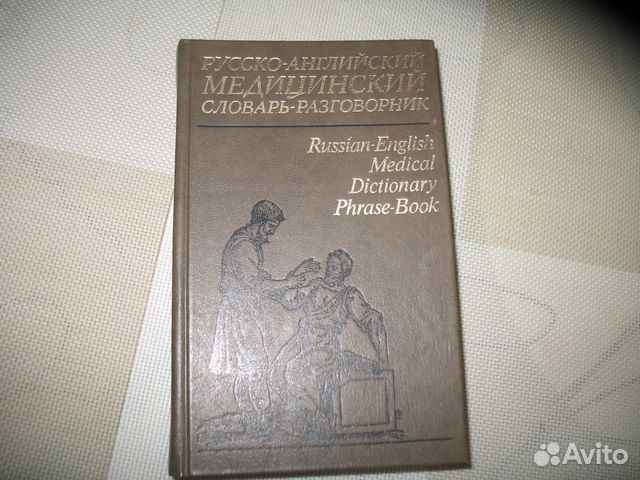 РУССКО-АНГЛИЙСКИЙ
МЕДИЦИНСКИЙ
СЛОВАРЬ-РАЗГОВОРНИК
Russian-English
Medical
Dictionary
Phrase-Book
Avito